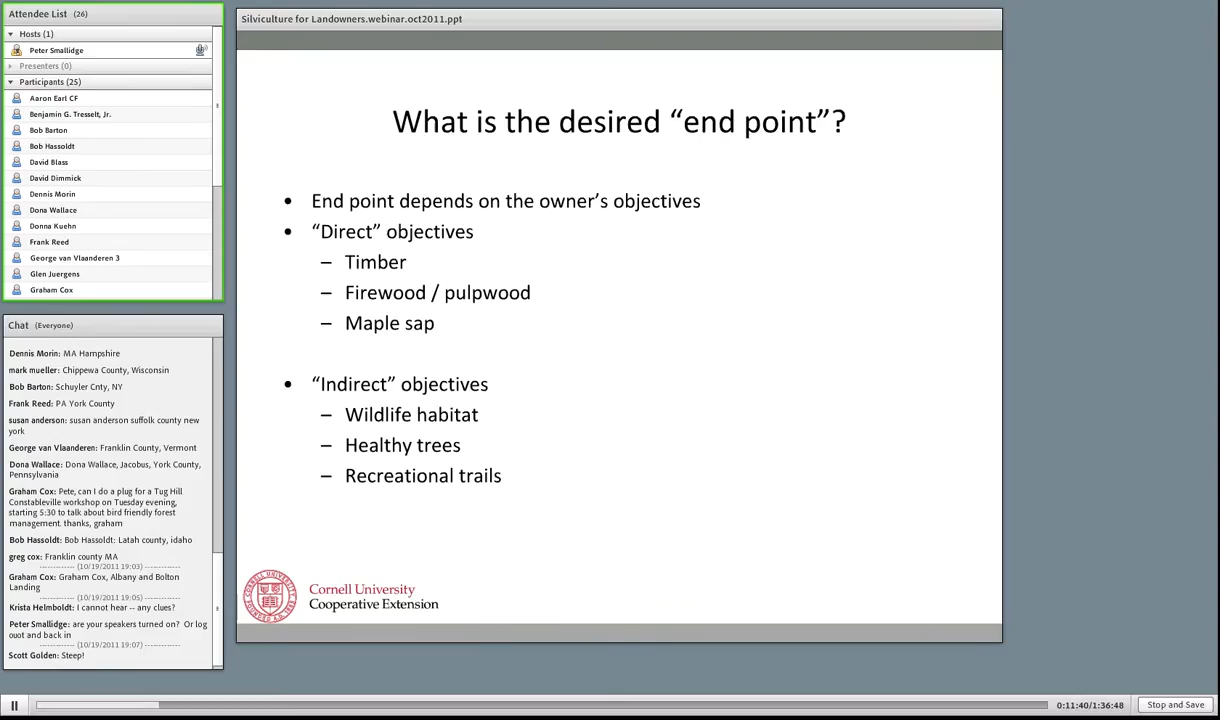 Attendee List (26)
Hosts (1)
Peter Smallidge
Presenters (0)
Participants (25)
Aaron Earl CF
Benjamin G. Tresselt, Jr.
Bob Barton
Bob Hassoldt
David Blass
David Dimmick
Dennis Morin
Dona Wallace
Donna Kuehn
Frank Reed
George van Vlaanderen 3
Glen Juergens
Graham Cox
Chat (Everyone)
Dennis Morin: MA Hampshire
mark mueller: Chippewa County, Wisconsin
Bob Barton: Schuyler Cnty, NY
Frank Reed: PA York County
susan anderson: susan anderson suffolk county new
york
George van Vlaanderen: Franklin County, Vermont
Dona Wallace: Dona Wallace, Jacobus, York County,
Pennsylvania
Graham Cox: Pete, can I do a plug for a Tug Hill
Constableville workshop on Tuesday evening,
starting 5:30 to talk about bird friendly forest
management. thanks, graham
Bob Hassoldt: Bob Hassoldt: Latah county, idaho
greg cox: Franklin county MA
------------ (10/19/2011 19:03) ------------
Graham Cox: Graham Cox, Albany and Bolton
Landing
------------ (10/19/2011 19:05) ------------
Krista Helmboldt: I cannot hear -- any clues?
Peter Smallidge: are your speakers turned on? Or log
ouot and back in
------------ (10/19/2011 19:07) ------------
Scott Golden: Steep!
Silviculture for Landowners.webinar.oct2011.ppt
What is the desired “end point”?
• End point depends on the owner’s objectives
• “Direct” objectives
– Timber
– Firewood / pulpwood
– Maple sap
• “Indirect” objectives
– Wildlife habitat
– Healthy trees
– Recreational trails
Cornell University
Cooperative Extension
0:11:40/1:36:48
Stop and Save